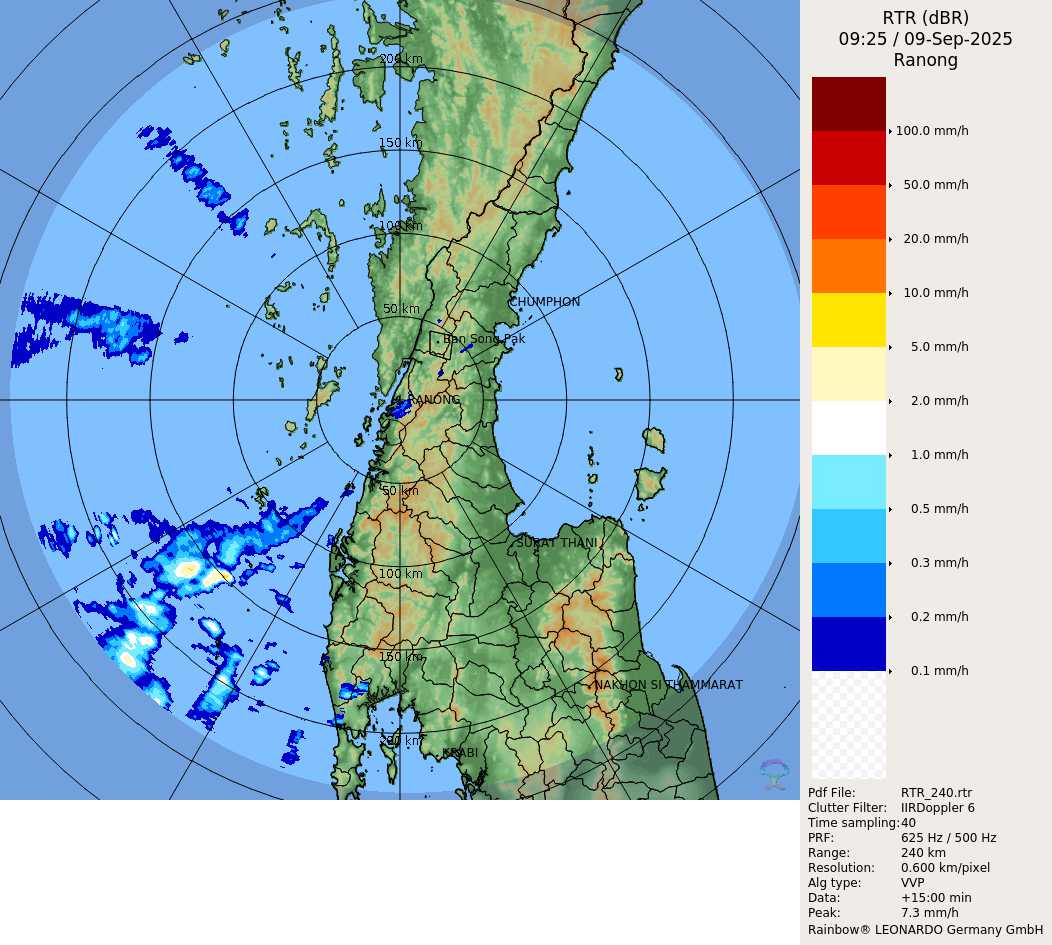 RTR (dBR)
09:25 / 09-Sep-2025
Ranong
200 km
150 km
100 km
50 km
CHUMPHON
Ban Song Pak
RANONG
50 km
SURAT THANI
100 km
150 km
NAKHON SI THAMMARAT
200 km
KRABI
100.0 mm/h
50.0 mm/h
20.0 mm/h
10.0 mm/h
5.0 mm/h
2.0 mm/h
1.0 mm/h
0.5 mm/h
0.3 mm/h
0.2 mm/h
0.1 mm/h
Pdf File: RTR_240.rtr
Clutter Filter: IIRDoppler 6
Time sampling: 40
PRF: 625 Hz / 500 Hz
Range: 240 km
Resolution: 0.600 km/pixel
Alg type: VVP
Data: +15:00 min
Peak: 7.3 mm/h
Rainbow® LEONARDO Germany GmbH